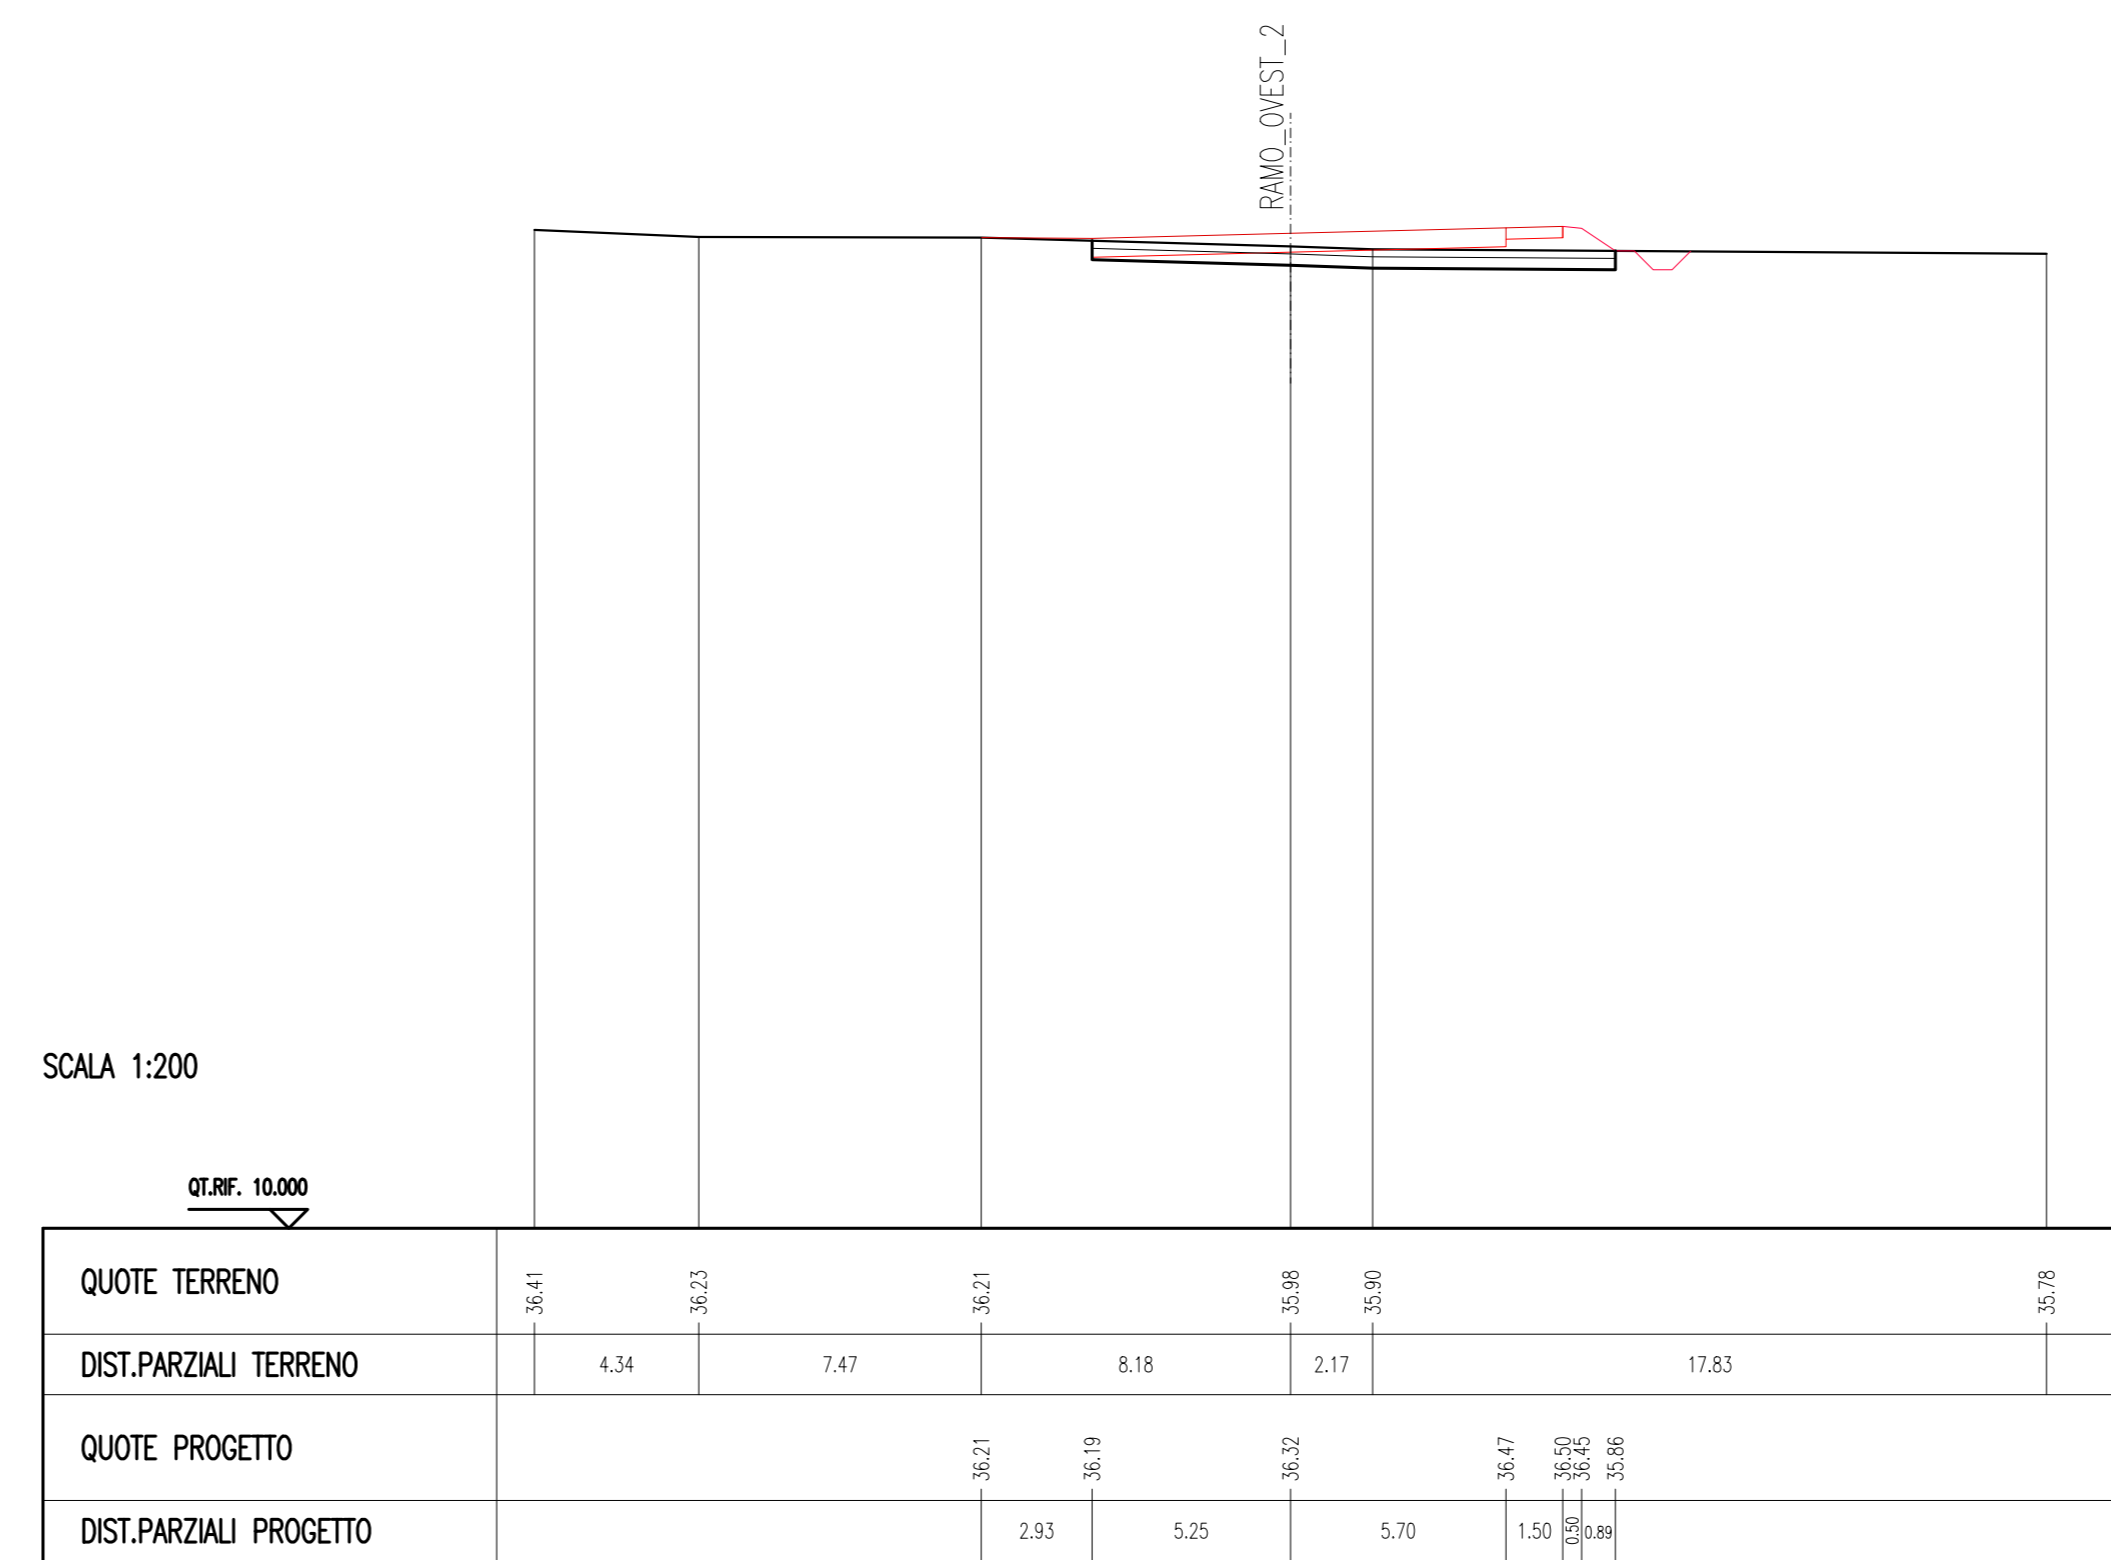 RAMO_OVEST_2
SCALA 1:200
QT.RIF. 10.000
QUOTE TERRENO 36.41 36.23 36.21 35.98 35.90 35.78
DIST.PARZIALI TERRENO 4.34 7.47 8.18 2.17 17.83
QUOTE PROGETTO 36.21 36.19 36.32 36.47 36.50 36.45 35.86
DIST.PARZIALI PROGETTO 2.93 5.25 5.70 1.50 0.50 0.89